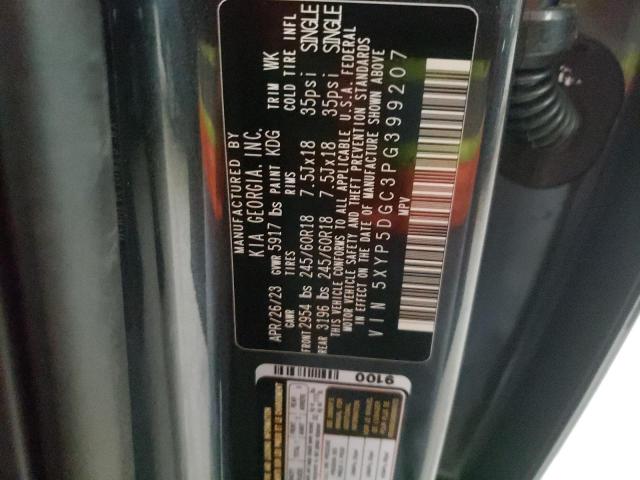 MANUFACTURED BY
KIA GEORGIA, INC.
APR/26/23 GVWR 5917 lbs PAINT KDG TRIM WK
GAWR TIRES RIMS COLD TIRE INFL
FRONT 2954 lbs 245/60R18 7.5Jx18 35psi SINGLE
REAR 3196 lbs 245/60R18 7.5Jx18 35psi SINGLE
THIS VEHICLE CONFORMS TO ALL APPLICABLE U.S.A. FEDERAL
MOTOR VEHICLE SAFETY AND THEFT PREVENTION STANDARDS
IN EFFECT ON THE DATE OF MANUFACTURE SHOWN ABOVE
VIN 5XYP5DGC3PG399207
MPV
9100